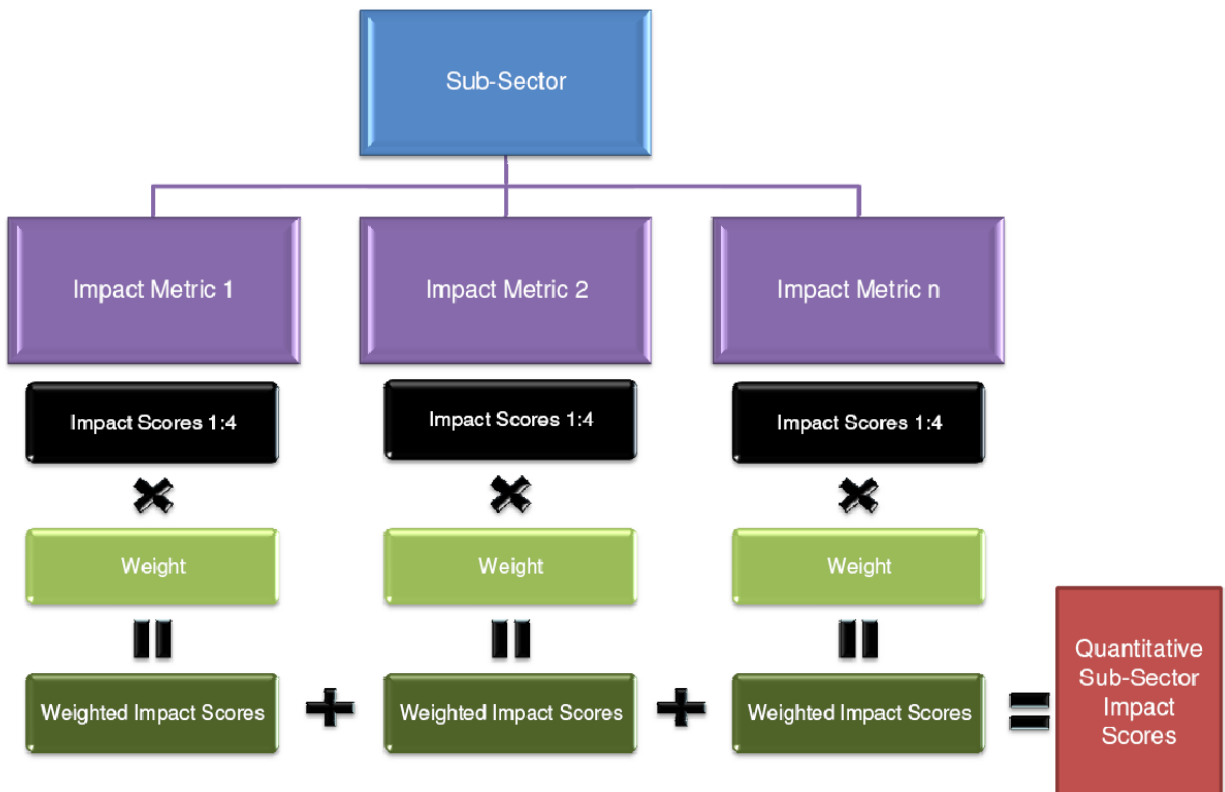 Sub-Sector
Impact Metric 1
Impact Metric 2
Impact Metric n
Impact Scores 1:4
Impact Scores 1:4
Impact Scores 1:4
Weight
Weight
Weight
Weighted Impact Scores
Weighted Impact Scores
Weighted Impact Scores
Quantitative
Sub-Sector
Impact
Scores